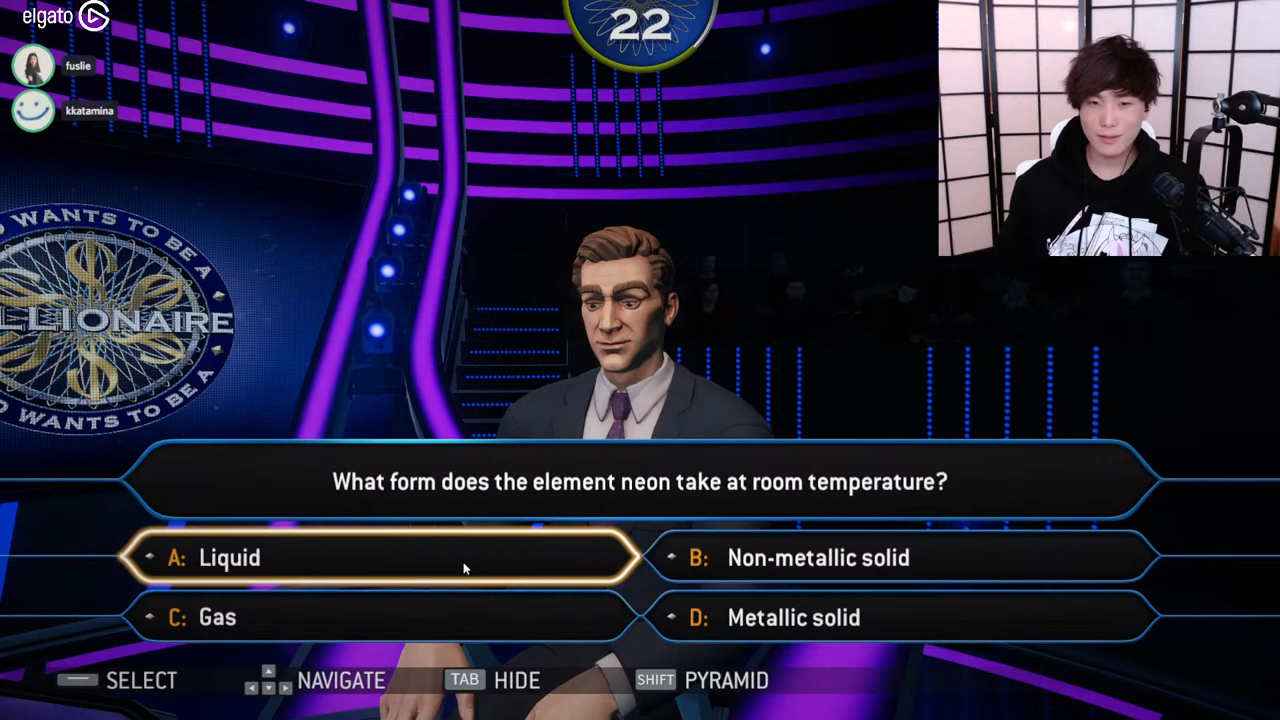 elgato
22
fuslie
kkatamina
WANTS TO BE A
LLIONAIRE
WANTS TO BE A
What form does the element neon take at room temperature?
A: Liquid
B: Non-metallic solid
C: Gas
D: Metallic solid
SELECT
NAVIGATE
TAB HIDE
SHIFT PYRAMID